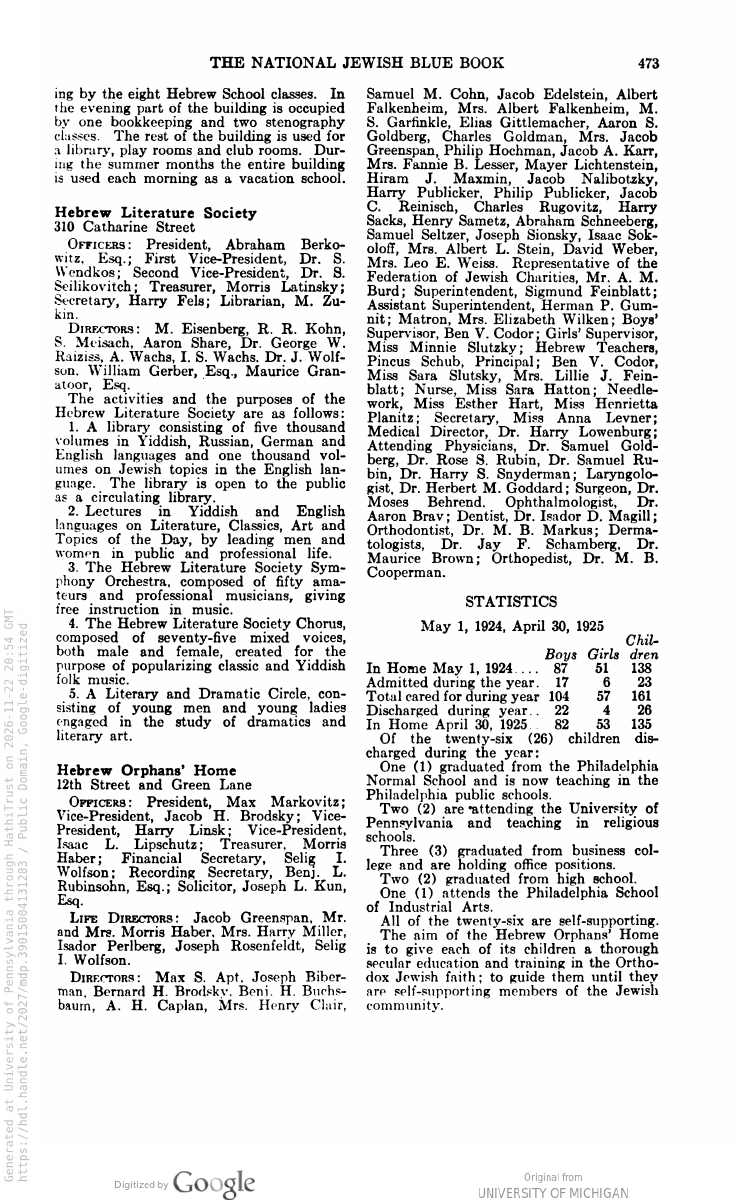 THE NATIONAL JEWISH BLUE BOOK 473
ing by the eight Hebrew School classes. In
the evening part of the building is occupied
by one bookkeeping and two stenography
classes. The rest of the building is used for
a library, play rooms and club rooms. Dur-
ing the summer months the entire building
is used each morning as a vacation school.
Hebrew Literature Society
310 Catharine Street
OFFICERS: President, Abraham Berko-
witz, Esq.; First Vice-President, Dr. S.
Wendkos; Second Vice-President, Dr. S.
Seilikovitch; Treasurer, Morris Latinsky;
Secretary, Harry Fels; Librarian, M. Zu-
kin.
DIRECTORS: M. Eisenberg, R. R. Kohn,
S. Meisach, Aaron Share, Dr. George W.
Raiziss, A. Wachs, I. S. Wachs, Dr. J. Wolf-
son, William Gerber, Esq., Maurice Gran-
atoor, Esq.
The activities and the purposes of the
Hebrew Literature Society are as follows:
1. A library consisting of five thousand
volumes in Yiddish, Russian, German and
English languages and one thousand vol-
umes on Jewish topics in the English lan-
guage. The library is open to the public
as a circulating library.
2. Lectures in Yiddish and English
languages on Literature, Classics, Art and
Topics of the Day, by leading men and
women in public and professional life.
3. The Hebrew Literature Society Sym-
phony Orchestra, composed of fifty ama-
teurs and professional musicians, giving
free instruction in music.
4. The Hebrew Literature Society Chorus,
composed of seventy-five mixed voices,
both male and female, created for the
purpose of popularizing classic and Yiddish
folk music.
5. A Literary and Dramatic Circle, con-
sisting of young men and young ladies
engaged in the study of dramatics and
literary art.
Hebrew Orphans' Home
12th Street and Green Lane
OFFICERS: President, Max Markovitz;
Vice-President, Jacob H. Brodsky; Vice-
President, Harry Linsk; Vice-President,
Isaac L. Lipschutz; Treasurer, Morris
Haber; Financial Secretary, Selig I.
Wolfson; Recording Secretary, Benj. L.
Rubinsohn, Esq.; Solicitor, Joseph L. Kun,
Esq.
LIFE DIRECTORS: Jacob Greenspan, Mr.
and Mrs. Morris Haber, Mrs. Harry Miller,
Isador Perlberg, Joseph Rosenfeldt, Selig
I. Wolfson.
DIRECTORS: Max S. Apt, Joseph Biber-
man, Bernard H. Brodsky, Benj. H. Buchs-
baum, A. H. Caplan, Mrs. Henry Clair,
Samuel M. Cohn, Jacob Edelstein, Albert
Falkenheim, Mrs. Albert Falkenheim, M.
S. Garfinkle, Elias Gittlemacher, Aaron S.
Goldberg, Charles Goldman, Mrs. Jacob
Greenspan, Philip Hochman, Jacob A. Karr,
Mrs. Fannie B. Lesser, Mayer Lichtenstein,
Hiram J. Maxmin, Jacob Nalibotzky,
Harry Publicker, Philip Publicker, Jacob
C. Reinisch, Charles Rugovitz, Harry
Sacks, Henry Sametz, Abraham Schneeberg,
Samuel Seltzer, Joseph Sionsky, Isaac Sok-
oloff, Mrs. Albert L. Stein, David Weber,
Mrs. Leo E. Weiss. Representative of the
Federation of Jewish Charities, Mr. A. M.
Burd; Superintendent, Sigmund Feinblatt;
Assistant Superintendent, Herman P. Gum-
nit; Matron, Mrs. Elizabeth Wilken; Boys'
Supervisor, Ben V. Codor; Girls' Supervisor,
Miss Minnie Slutzky; Hebrew Teachers,
Pincus Schub, Principal; Ben V. Codor,
Miss Sara Slutsky, Mrs. Lillie J. Fein-
blatt; Nurse, Miss Sara Hatton; Needle-
work, Miss Esther Hart, Miss Henrietta
Planitz; Secretary, Miss Anna Levner;
Medical Director, Dr. Harry Lowenburg;
Attending Physicians, Dr. Samuel Gold-
berg, Dr. Rose S. Rubin, Dr. Samuel Ru-
bin, Dr. Harry S. Snyderman; Laryngolo-
gist, Dr. Herbert M. Goddard; Surgeon, Dr.
Moses Behrend, Ophthalmologist, Dr.
Aaron Brav; Dentist, Dr. Isador D. Magill;
Orthodontist, Dr. M. B. Markus; Derma-
tologists, Dr. Jay F. Schamberg, Dr.
Maurice Brown; Orthopedist, Dr. M. B.
Cooperman.
STATISTICS
May 1, 1924, April 30, 1925
Chil-
Boys Girls dren
In Home May 1, 1924.... 87 51 138
Admitted during the year. 17 6 23
Total cared for during year 104 57 161
Discharged during year.. 22 4 26
In Home April 30, 1925 82 53 135
Of the twenty-six (26) children dis-
charged during the year:
One (1) graduated from the Philadelphia
Normal School and is now teaching in the
Philadelphia public schools.
Two (2) are attending the University of
Pennsylvania and teaching in religious
schools.
Three (3) graduated from business col-
lege and are holding office positions.
Two (2) graduated from high school.
One (1) attends the Philadelphia School
of Industrial Arts.
All of the twenty-six are self-supporting.
The aim of the Hebrew Orphans' Home
is to give each of its children a thorough
secular education and training in the Ortho-
dox Jewish faith; to guide them until they
are self-supporting members of the Jewish
community.
Generated at University of Pennsylvania through HathiTrust on 2026-11-22 20:54 GMT
https://hdl.handle.net/2027/mdp.39015084131283 / Public Domain, Google-digitized
Digitized by Google
Original from
UNIVERSITY OF MICHIGAN